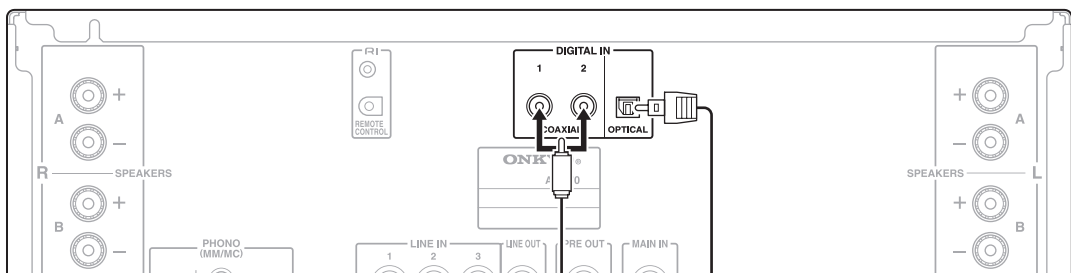 RI
DIGITAL IN
1 2
COAXIAL OPTICAL
REMOTE
CONTROL
A + + A
– –
R SPEAKERS SPEAKERS L
B + + B
– –
PHONO
(MM/MC)
LINE IN
1 2 3
LINE OUT
PRE OUT
MAIN IN